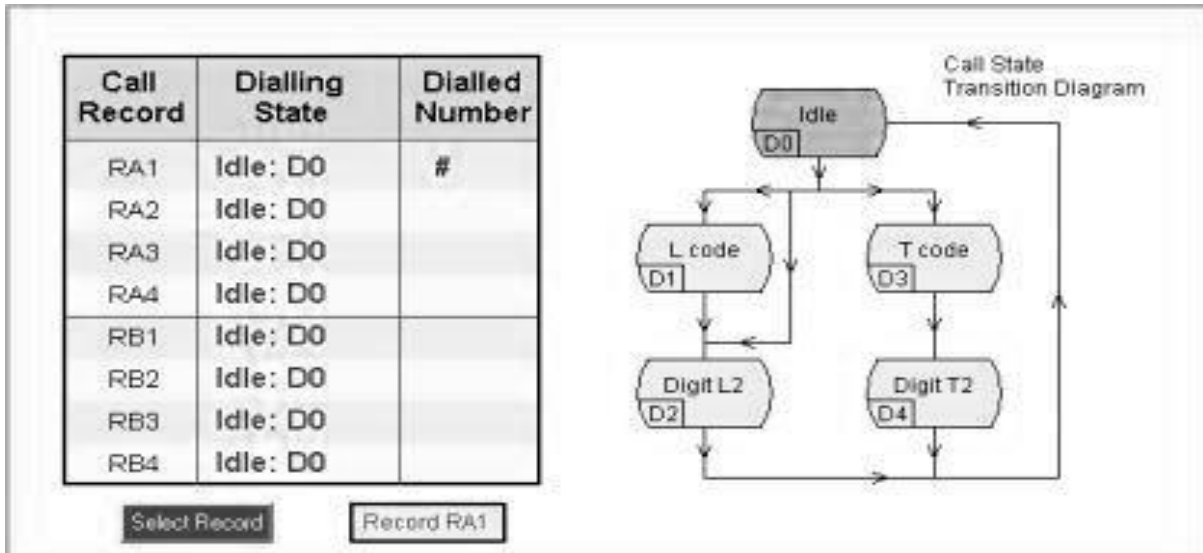 Call Record Dialling State Dialled Number
RA1 Idle: D0 #
RA2 Idle: D0
RA3 Idle: D0
RA4 Idle: D0
RB1 Idle: D0
RB2 Idle: D0
RB3 Idle: D0
RB4 Idle: D0
Select Record Record RA1
Call State
Transition Diagram
Idle
D0
L code
D1
T code
D3
Digit L2
D2
Digit T2
D4